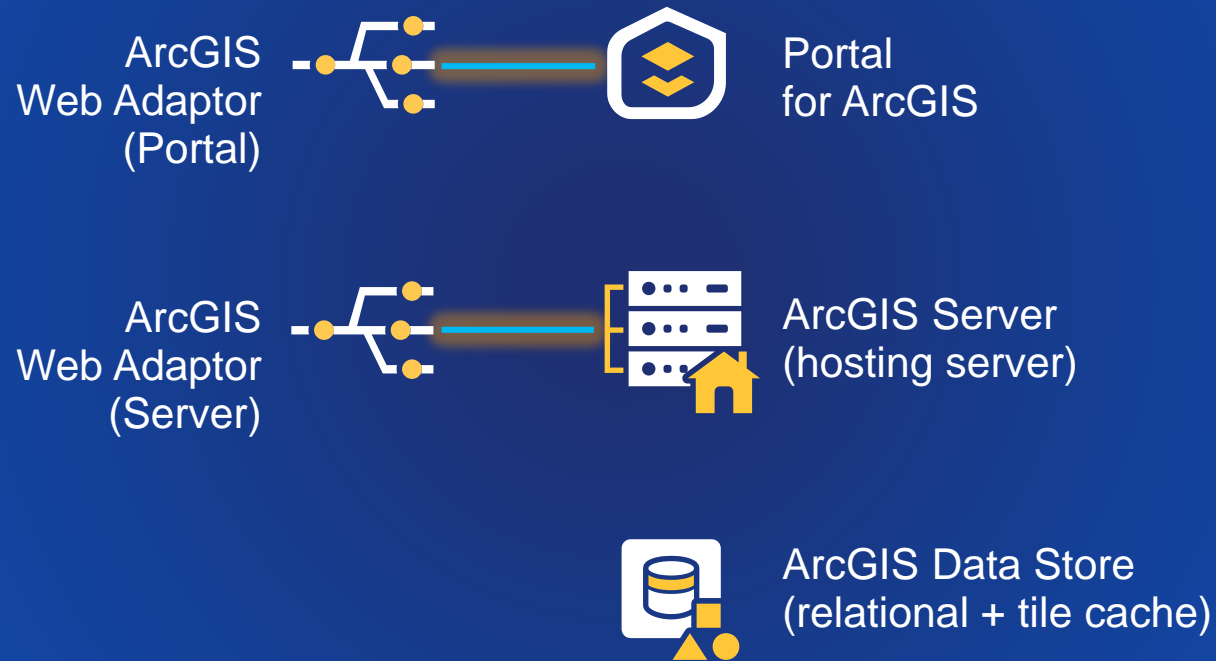 ArcGIS
Web Adaptor
(Portal)
Portal
for ArcGIS
ArcGIS
Web Adaptor
(Server)
ArcGIS Server
(hosting server)
ArcGIS Data Store
(relational + tile cache)